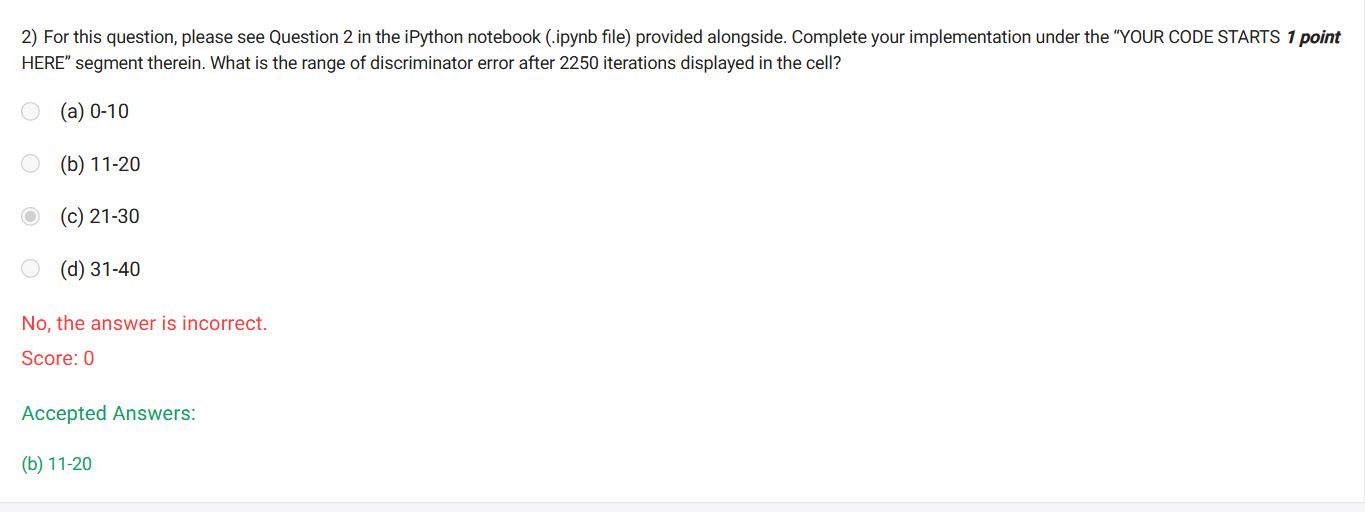 2) For this question, please see Question 2 in the iPython notebook (.ipynb file) provided alongside. Complete your implementation under the “YOUR CODE STARTS 1 point
HERE” segment therein. What is the range of discriminator error after 2250 iterations displayed in the cell?
(a) 0-10
(b) 11-20
(c) 21-30
(d) 31-40
No, the answer is incorrect.
Score: 0
Accepted Answers:
(b) 11-20